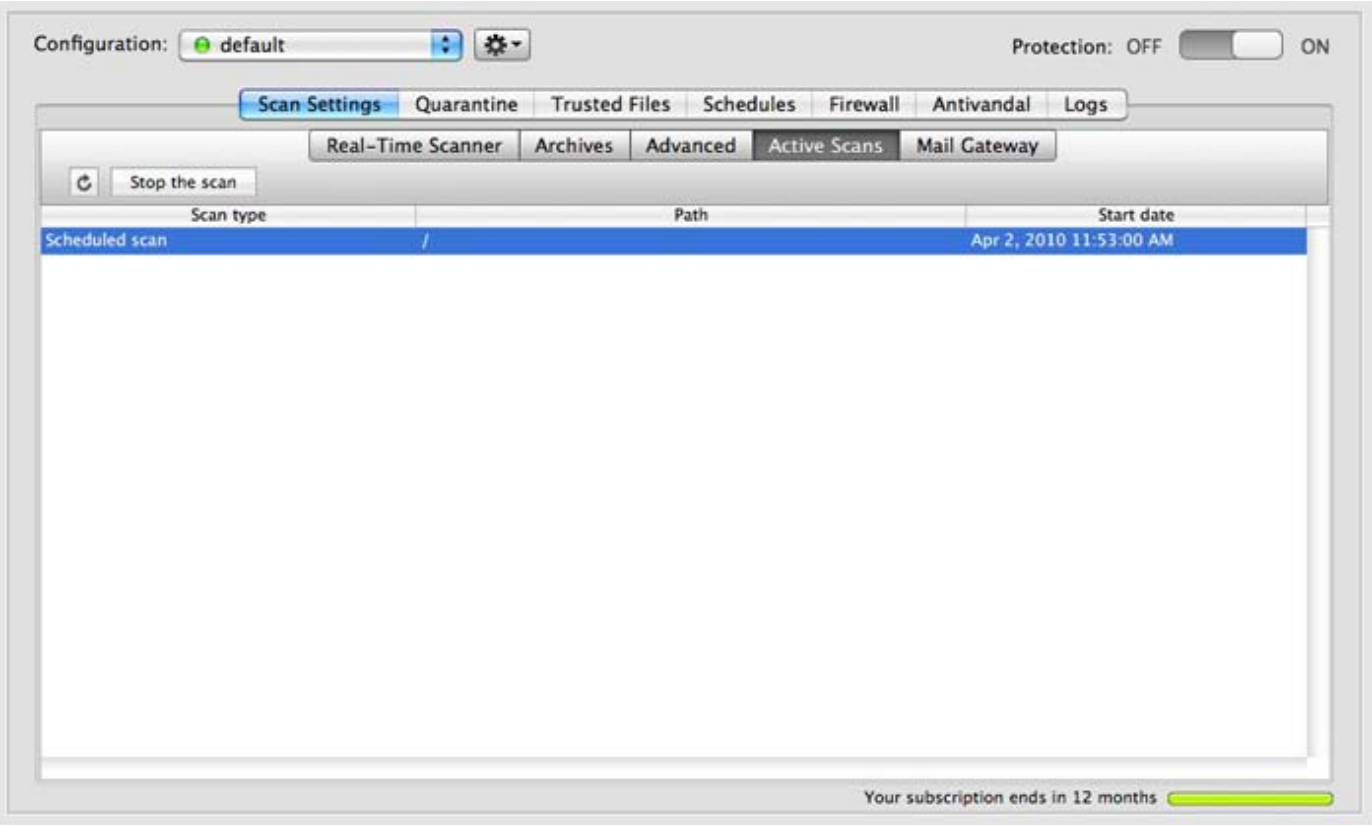 Configuration: default Protection: OFF ON
Scan Settings Quarantine Trusted Files Schedules Firewall Antivandal Logs
Real-Time Scanner Archives Advanced Active Scans Mail Gateway
Stop the scan
Scan type Path Start date
Scheduled scan / Apr 2, 2010 11:53:00 AM
Your subscription ends in 12 months